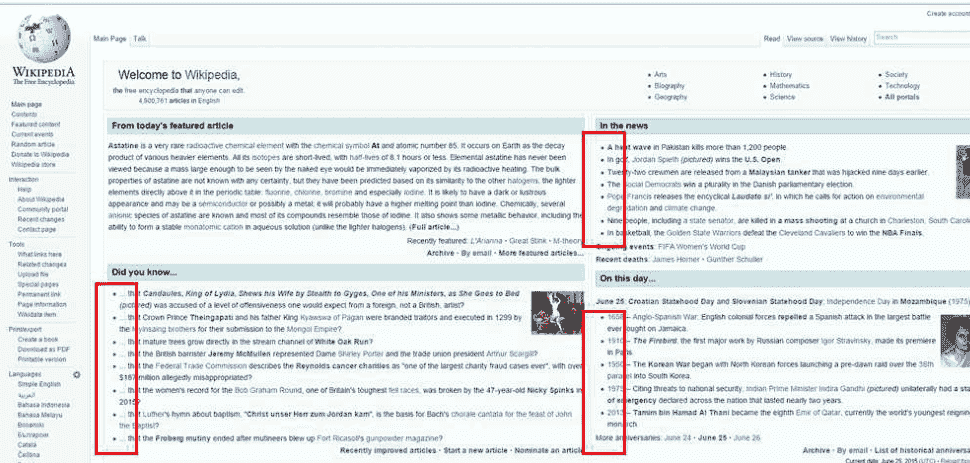 Create account
WIKIPEDIA
The Free Encyclopedia
Main Page Talk
Read View source View history Search
Main page
Contents
Featured content
Current events
Random article
Donate to Wikipedia
Wikipedia store
Interaction
Help
About Wikipedia
Community portal
Recent changes
Contact page
Tools
What links here
Related changes
Upload file
Special pages
Permanent link
Page information
Wikidata item
Print/export
Create a book
Download as PDF
Printable version
Languages
Simple English
العربية
Bahasa Indonesia
Bahasa Melayu
Bosanski
Български
Català
Čeština
Welcome to Wikipedia,
the free encyclopedia that anyone can edit.
4,900,761 articles in English
Arts
Biography
Geography
History
Mathematics
Science
Society
Technology
All portals
From today's featured article
Astatine is a very rare radioactive chemical element with the chemical symbol At and atomic number 85. It occurs on Earth as the decay
product of various heavier elements. All its isotopes are short-lived, with half-lives of 8.1 hours or less. Elemental astatine has never been
viewed because a mass large enough to be seen by the naked eye would be immediately vaporized by its radioactive heating. The bulk
properties of astatine are not known with any certainty, but they have been predicted based on its similarity to the other halogens, the lighter
elements directly above it in the periodic table: fluorine, chlorine, bromine and especially iodine. It is likely to have a dark or lustrous
appearance and may be a semiconductor or possibly a metal; it will probably have a higher melting point than iodine. Chemically, several
anionic species of astatine are known and most of its compounds resemble those of iodine. It also shows some metallic behavior, including the
ability to form a stable monatomic cation in aqueous solution (unlike the lighter halogens). (Full article...)
Recently featured: L'Arianna · Great Stink · M-theory
Archive · By email · More featured articles...
Did you know...
... that Candaules, King of Lydia, Shews his Wife by Stealth to Gyges, One of his Ministers, as She Goes to Bed
(pictured) was accused of a level of offensiveness one would expect from a foreign, not a British, artist?
... that Crown Prince Theingapati and his father King Kyawswa of Pagan were branded traitors and executed in 1299 by
the Myinsaing brothers for their submission to the Mongol Empire?
... that mature trees grow directly in the stream channel of White Oak Run?
... that the British barrister Jeremy McMullen represented Dame Shirley Porter and the trade union president Arthur Scargill?
... that the Federal Trade Commission describes the Reynolds cancer charities as "one of the largest charity fraud cases ever", with over
$187 million allegedly misappropriated?
... that the women's record for the Bob Graham Round, one of Britain's toughest fell races, was broken by the 47-year-old Nicky Spinks in
2015?
... that Luther's hymn about baptism, "Christ unser Herr zum Jordan kam", is the basis for Bach's chorale cantata for the feast of John
the Baptist?
... that the Froberg mutiny ended after mutineers blew up Fort Ricasoli's gunpowder magazine?
Recently improved articles · Start a new article · Nominate an article
In the news
A heat wave in Pakistan kills more than 1,200 people.
In golf, Jordan Spieth (pictured) wins the U.S. Open.
Twenty-two crewmen are released from a Malaysian tanker that was hijacked nine days earlier.
The Social Democrats win a plurality in the Danish parliamentary election.
Pope Francis releases the encyclical Laudato si', in which he calls for action on environmental
degradation and climate change.
Nine people, including a state senator, are killed in a mass shooting at a church in Charleston, South Caroli
In basketball, the Golden State Warriors defeat the Cleveland Cavaliers to win the NBA Finals.
Ongoing events: FIFA Women's World Cup
Recent deaths: James Horner · Gunther Schuller
On this day...
June 25: Croatian Statehood Day and Slovenian Statehood Day; Independence Day in Mozambique (1975)
– Anglo-Spanish War: English colonial forces repelled a Spanish attack in the largest battle
ever fought on Jamaica.
1910 – The Firebird, the first major work by Russian composer Igor Stravinsky, made its premiere
in Paris.
1950 – The Korean War began with North Korean forces launching a pre-dawn raid over the 38th
parallel into South Korea.
1975 – Citing threats to national security, Indian Prime Minister Indira Gandhi (pictured) unilaterally had a sta
of emergency declared across the nation that lasted nearly two years.
2013 – Tamim bin Hamad Al Thani became the eighth Emir of Qatar, currently the world's youngest reigning
monarch.
More anniversaries: June 24 · June 25 · June 26
Archive · By email · List of historical anniver
Current date: June 25, 2015 (UTC) · Reload